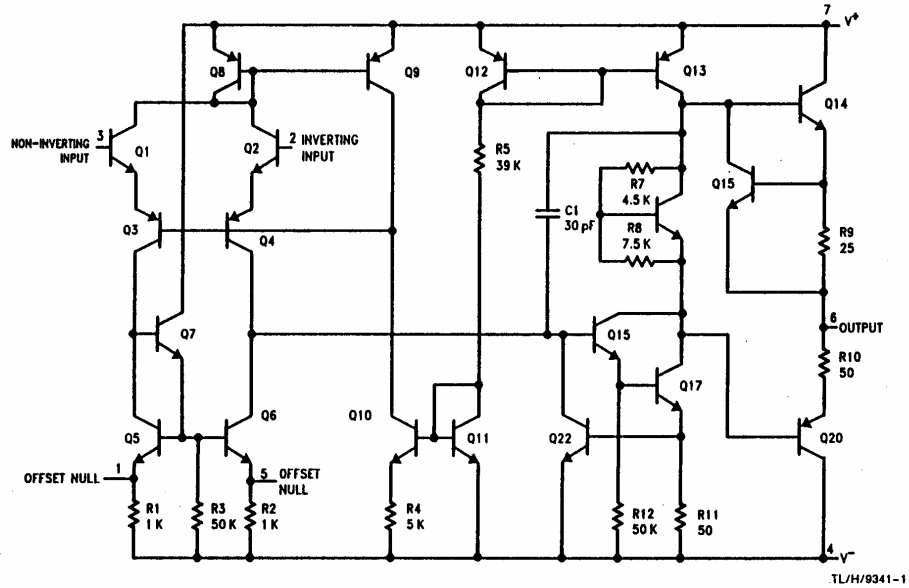 7
V+
Q8
Q9
Q12
Q13
Q14
3
NON-INVERTING
INPUT
Q1
Q2
2 INVERTING
INPUT
R5
39 K
R7
4.5 K
Q15
C1
30 pF
R8
7.5 K
R9
25
Q3
Q4
6
OUTPUT
Q7
Q15
R10
50
Q17
Q5
Q6
Q10
Q11
Q22
Q20
OFFSET NULL
1
5
OFFSET
NULL
R1
1 K
R3
50 K
R2
1 K
R4
5 K
R12
50 K
R11
50
4
V-
TL/H/9341-1